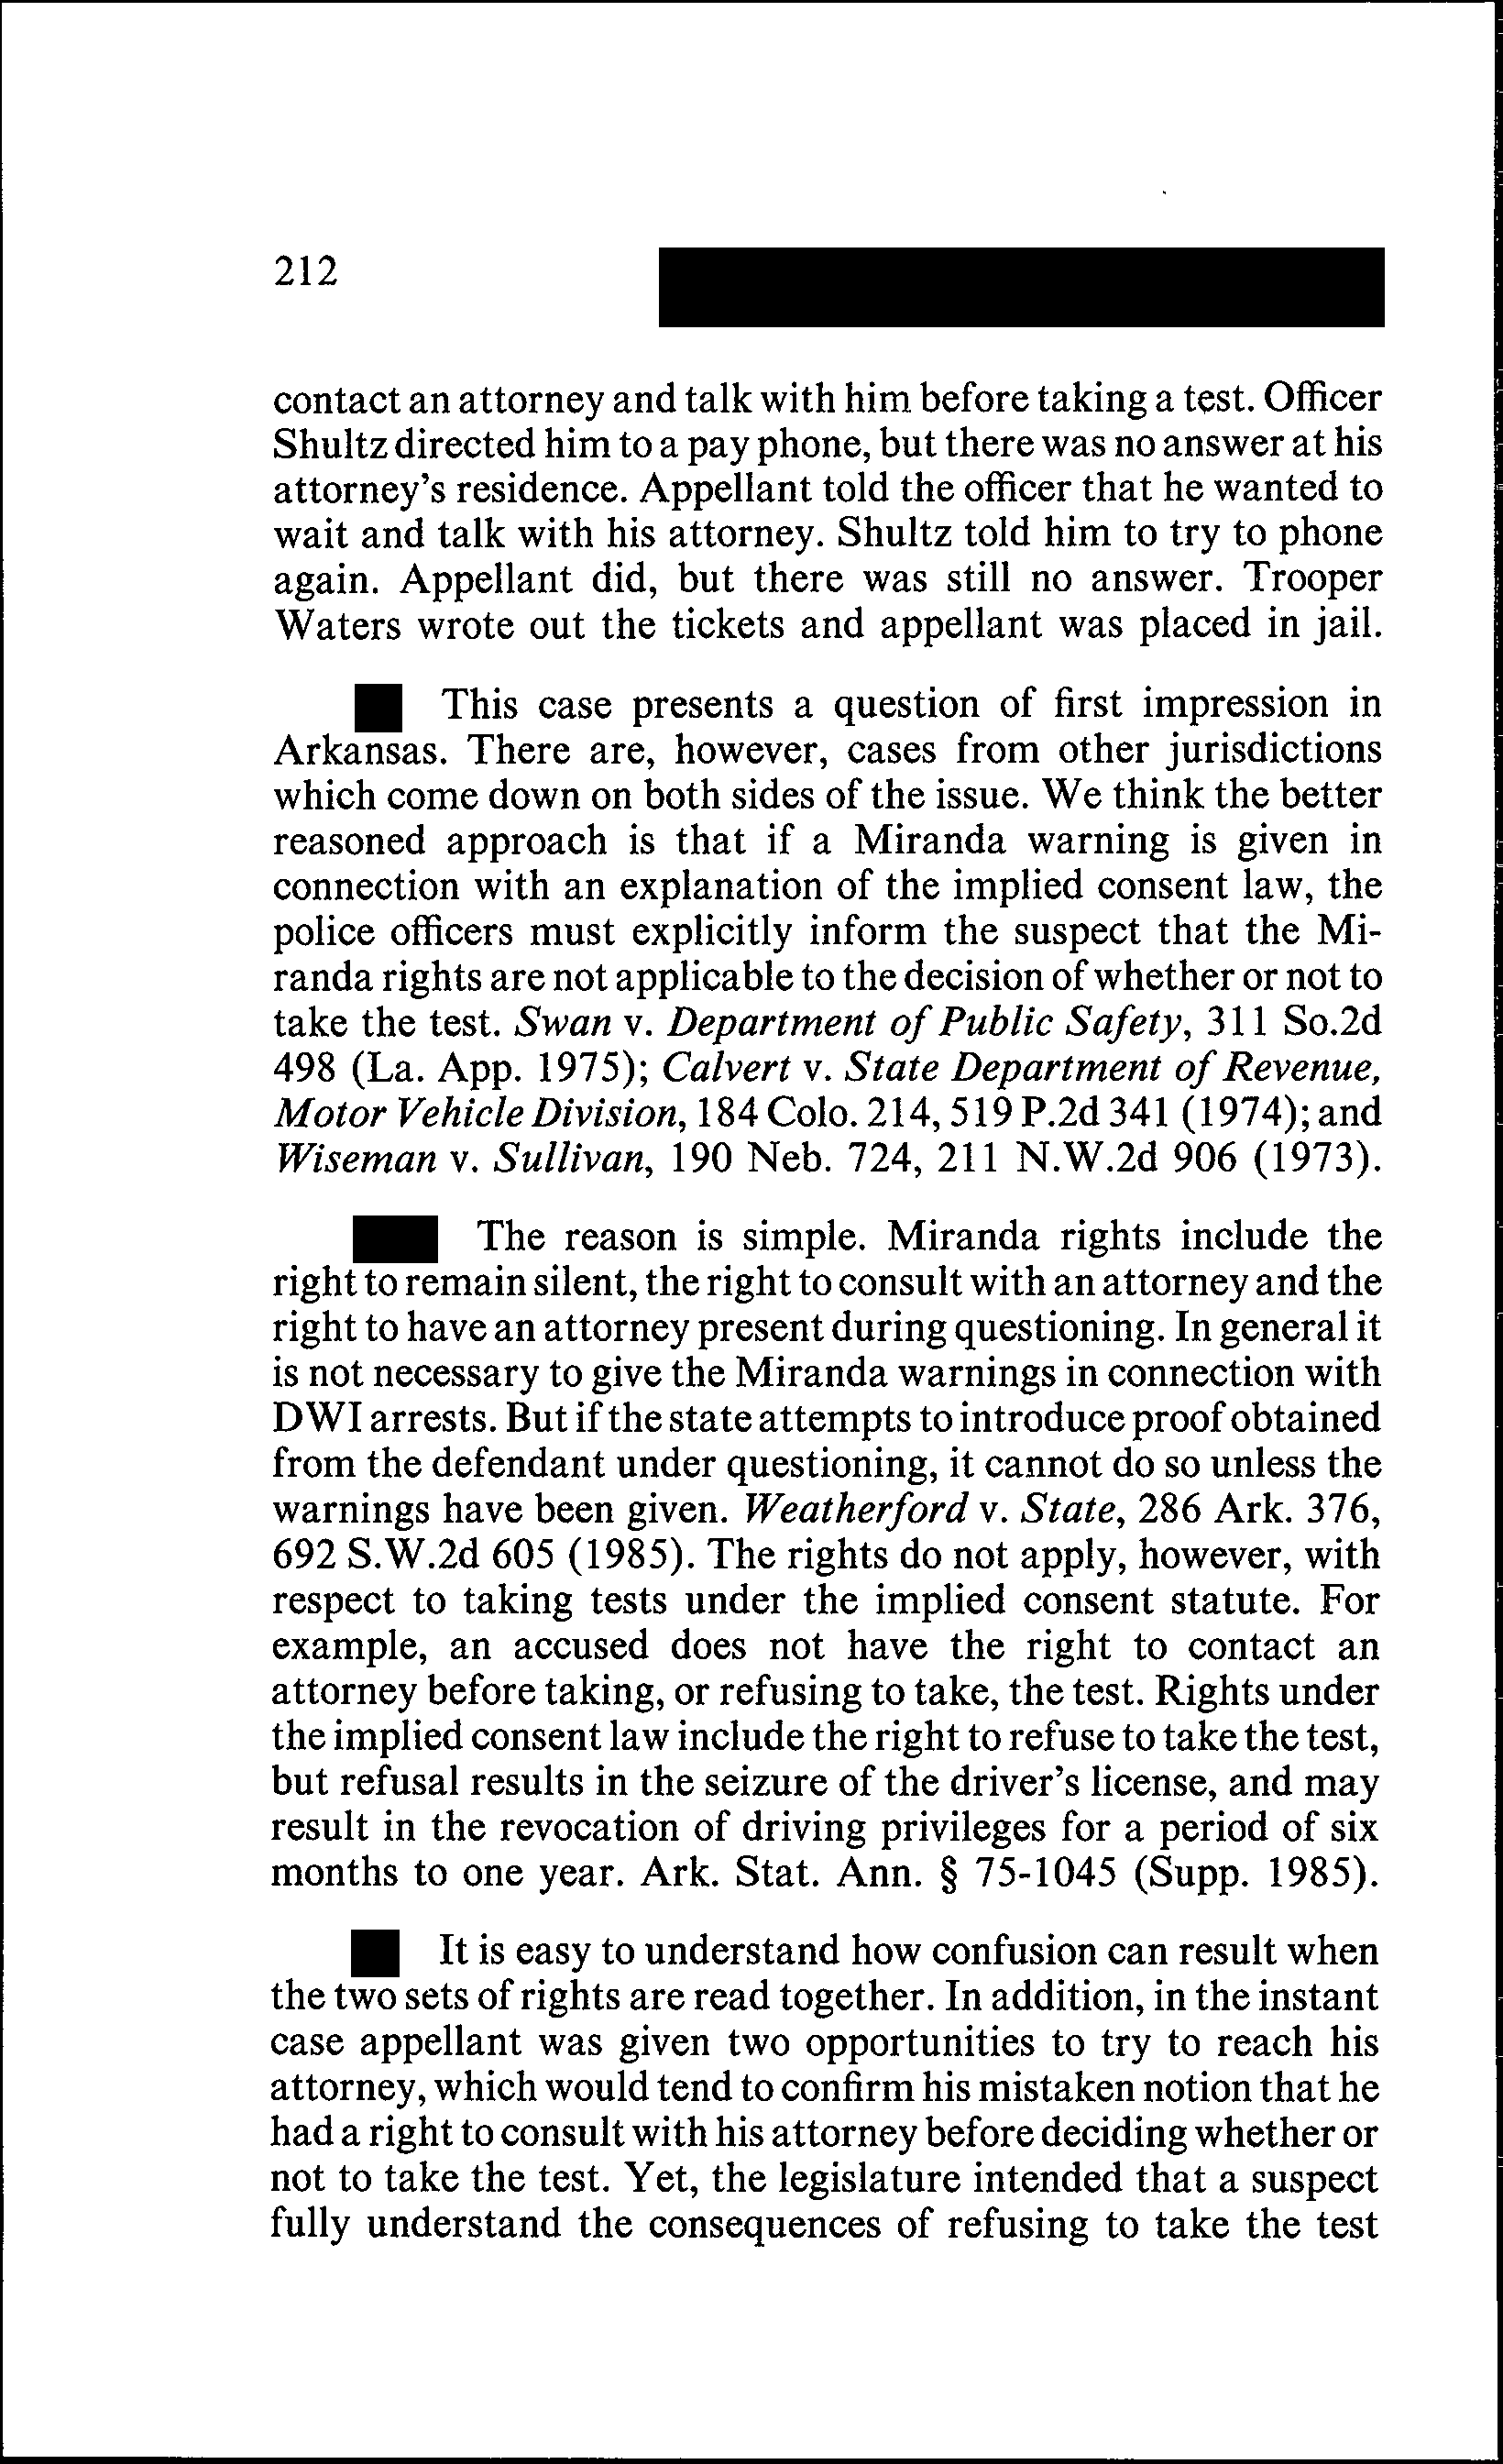 212
contact an attorney and talk with him before taking a test. Officer
Shultz directed him to a pay phone, but there was no answer at his
attorney's residence. Appellant told the officer that he wanted to
wait and talk with his attorney. Shultz told him to try to phone
again. Appellant did, but there was still no answer. Trooper
Waters wrote out the tickets and appellant was placed in jail.
This case presents a question of first impression in
Arkansas. There are, however, cases from other jurisdictions
which come down on both sides of the issue. We think the better
reasoned approach is that if a Miranda warning is given in
connection with an explanation of the implied consent law, the
police officers must explicitly inform the suspect that the Mi-
randa rights are not applicable to the decision of whether or not to
take the test. Swan v. Department of Public Safety, 311 So.2d
498 (La. App. 1975); Calvert v. State Department of Revenue,
Motor Vehicle Division, 184 Colo. 214, 519 P.2d 341 (1974); and
Wiseman v. Sullivan, 190 Neb. 724, 211 N.W.2d 906 (1973).
The reason is simple. Miranda rights include the
right to remain silent, the right to consult with an attorney and the
right to have an attorney present during questioning. In general it
is not necessary to give the Miranda warnings in connection with
DWI arrests. But if the state attempts to introduce proof obtained
from the defendant under questioning, it cannot do so unless the
warnings have been given. Weatherford v. State, 286 Ark. 376,
692 S.W.2d 605 (1985). The rights do not apply, however, with
respect to taking tests under the implied consent statute. For
example, an accused does not have the right to contact an
attorney before taking, or refusing to take, the test. Rights under
the implied consent law include the right to refuse to take the test,
but refusal results in the seizure of the driver's license, and may
result in the revocation of driving privileges for a period of six
months to one year. Ark. Stat. Ann. § 75-1045 (Supp. 1985).
It is easy to understand how confusion can result when
the two sets of rights are read together. In addition, in the instant
case appellant was given two opportunities to try to reach his
attorney, which would tend to confirm his mistaken notion that he
had a right to consult with his attorney before deciding whether or
not to take the test. Yet, the legislature intended that a suspect
fully understand the consequences of refusing to take the test